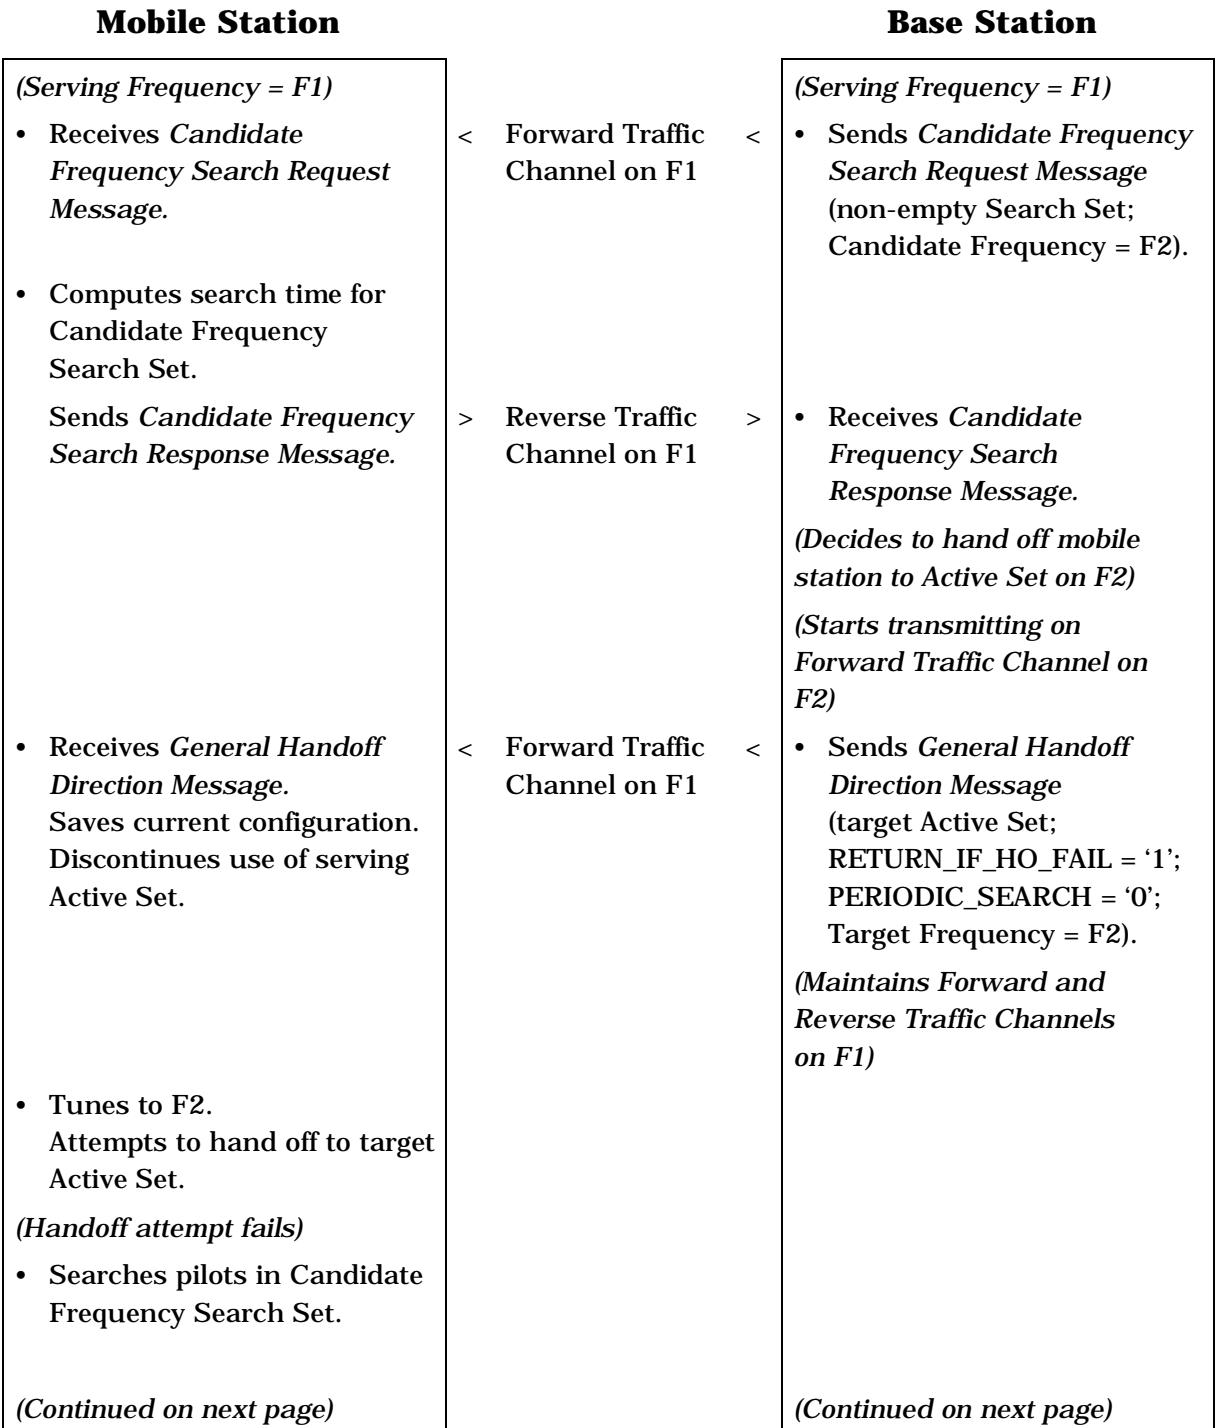 Mobile Station
Base Station
(Serving Frequency = F1)
(Serving Frequency = F1)
• Receives Candidate
Frequency Search Request
Message.
< Forward Traffic <
Channel on F1
• Sends Candidate Frequency
Search Request Message
(non-empty Search Set;
Candidate Frequency = F2).
• Computes search time for
Candidate Frequency
Search Set.
Sends Candidate Frequency
Search Response Message.
> Reverse Traffic >
Channel on F1
• Receives Candidate
Frequency Search
Response Message.
(Decides to hand off mobile
station to Active Set on F2)
(Starts transmitting on
Forward Traffic Channel on
F2)
• Receives General Handoff
Direction Message.
Saves current configuration.
Discontinues use of serving
Active Set.
< Forward Traffic <
Channel on F1
• Sends General Handoff
Direction Message
(target Active Set;
RETURN_IF_HO_FAIL = ‘1’;
PERIODIC_SEARCH = ‘0’;
Target Frequency = F2).
(Maintains Forward and
Reverse Traffic Channels
on F1)
• Tunes to F2.
Attempts to hand off to target
Active Set.
(Handoff attempt fails)
• Searches pilots in Candidate
Frequency Search Set.
(Continued on next page)
(Continued on next page)